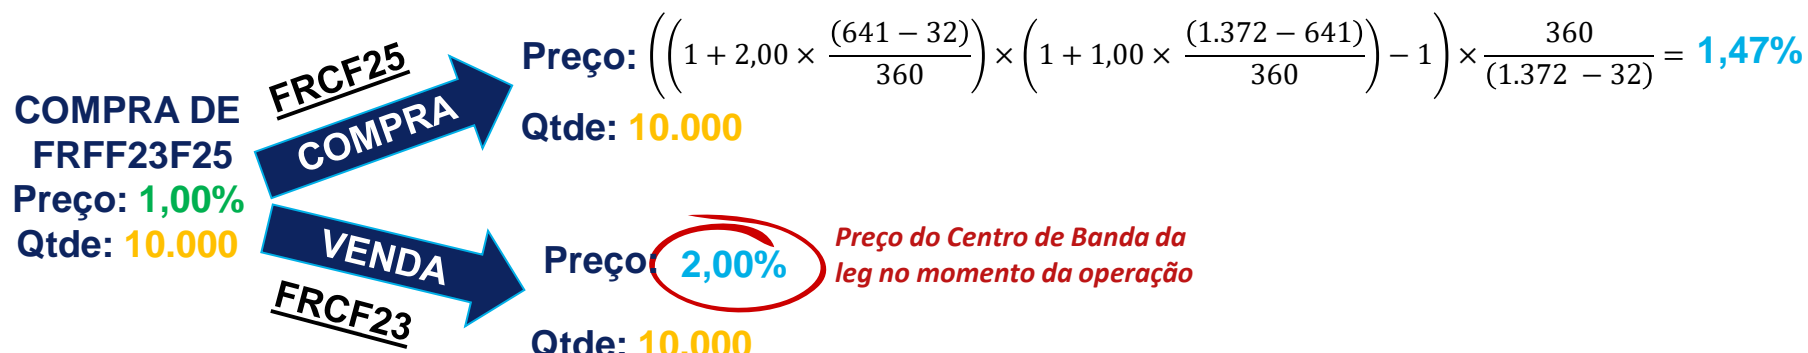 COMPRA DE
FRFF23F25
Preço: 1,00%
Qtde: 10.000
FRCF25
COMPRA
Preço: ((1 + 2,00 × (641 − 32)/360) × (1 + 1,00 × (1.372 − 641)/360) − 1) × 360/(1.372 − 32) = 1,47%
Qtde: 10.000
VENDA
FRCF23
Preço: 2,00%
Preço do Centro de Banda da
leg no momento da operação
Qtde: 10.000